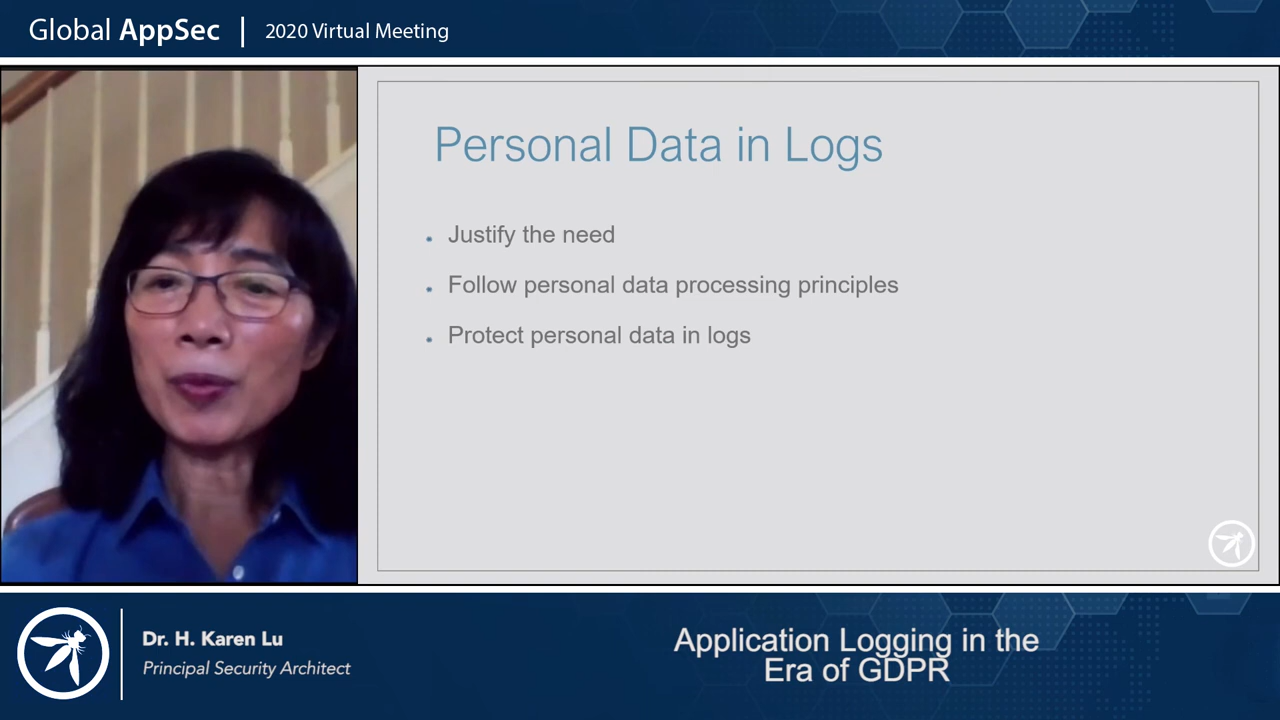 Global AppSec | 2020 Virtual Meeting
Personal Data in Logs
Justify the need
Follow personal data processing principles
Protect personal data in logs
Dr. H. Karen Lu
Principal Security Architect
Application Logging in the
Era of GDPR